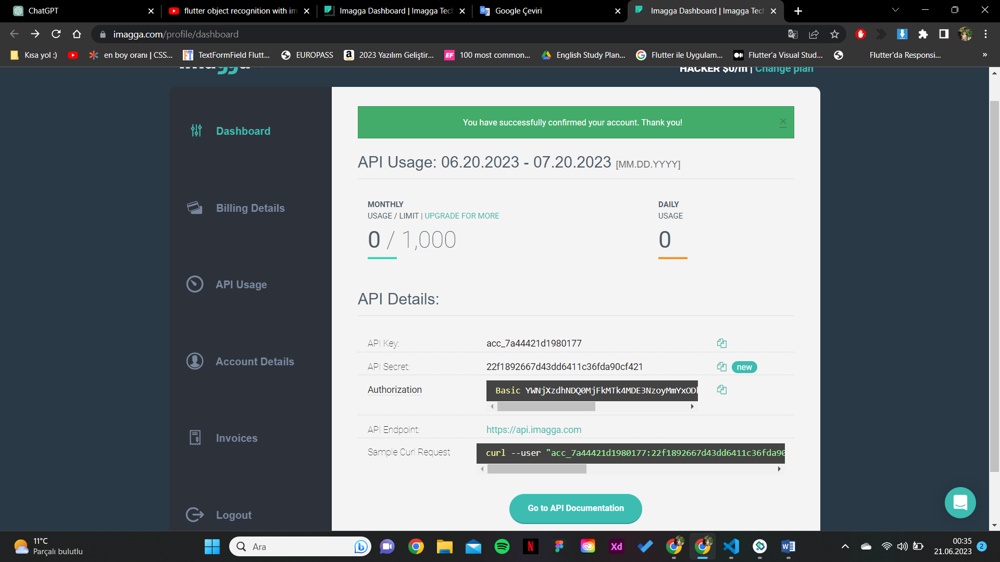 ChatGPT
flutter object recognition with im
Imagga Dashboard | Imagga Tech
Google Çeviri
Imagga Dashboard | Imagga Tech
imagga.com/profile/dashboard
Kısa yol :)
en boy oranı | CSS...
TextFormField Flutt...
EUROPASS
2023 Yazılım Geliştir...
100 most common...
English Study Plan...
Flutter ile Uygulam...
Flutter'a Visual Stud...
Flutter'da Responsi...
imagga
HACKER $0/m | Change plan
Dashboard
Billing Details
API Usage
Account Details
Invoices
Logout
You have successfully confirmed your account. Thank you!
API Usage: 06.20.2023 - 07.20.2023 [MM.DD.YYYY]
MONTHLY
USAGE / LIMIT | UPGRADE FOR MORE
0 / 1,000
DAILY
USAGE
0
API Details:
API Key: acc_7a44421d1980177
API Secret: 22f1892667d43dd6411c36fda90cf421 new
Authorization Basic YWNjXzdhNDQ0MjFkMTk4MDE3NzoyMmYxODk
API Endpoint: https://api.imagga.com
Sample Curl Request curl --user "acc_7a44421d1980177:22f1892667d43dd6411c36fda90
Go to API Documentation
11°C
Parçalı bulutlu
Ara
Xd
00:35
21.06.2023
2